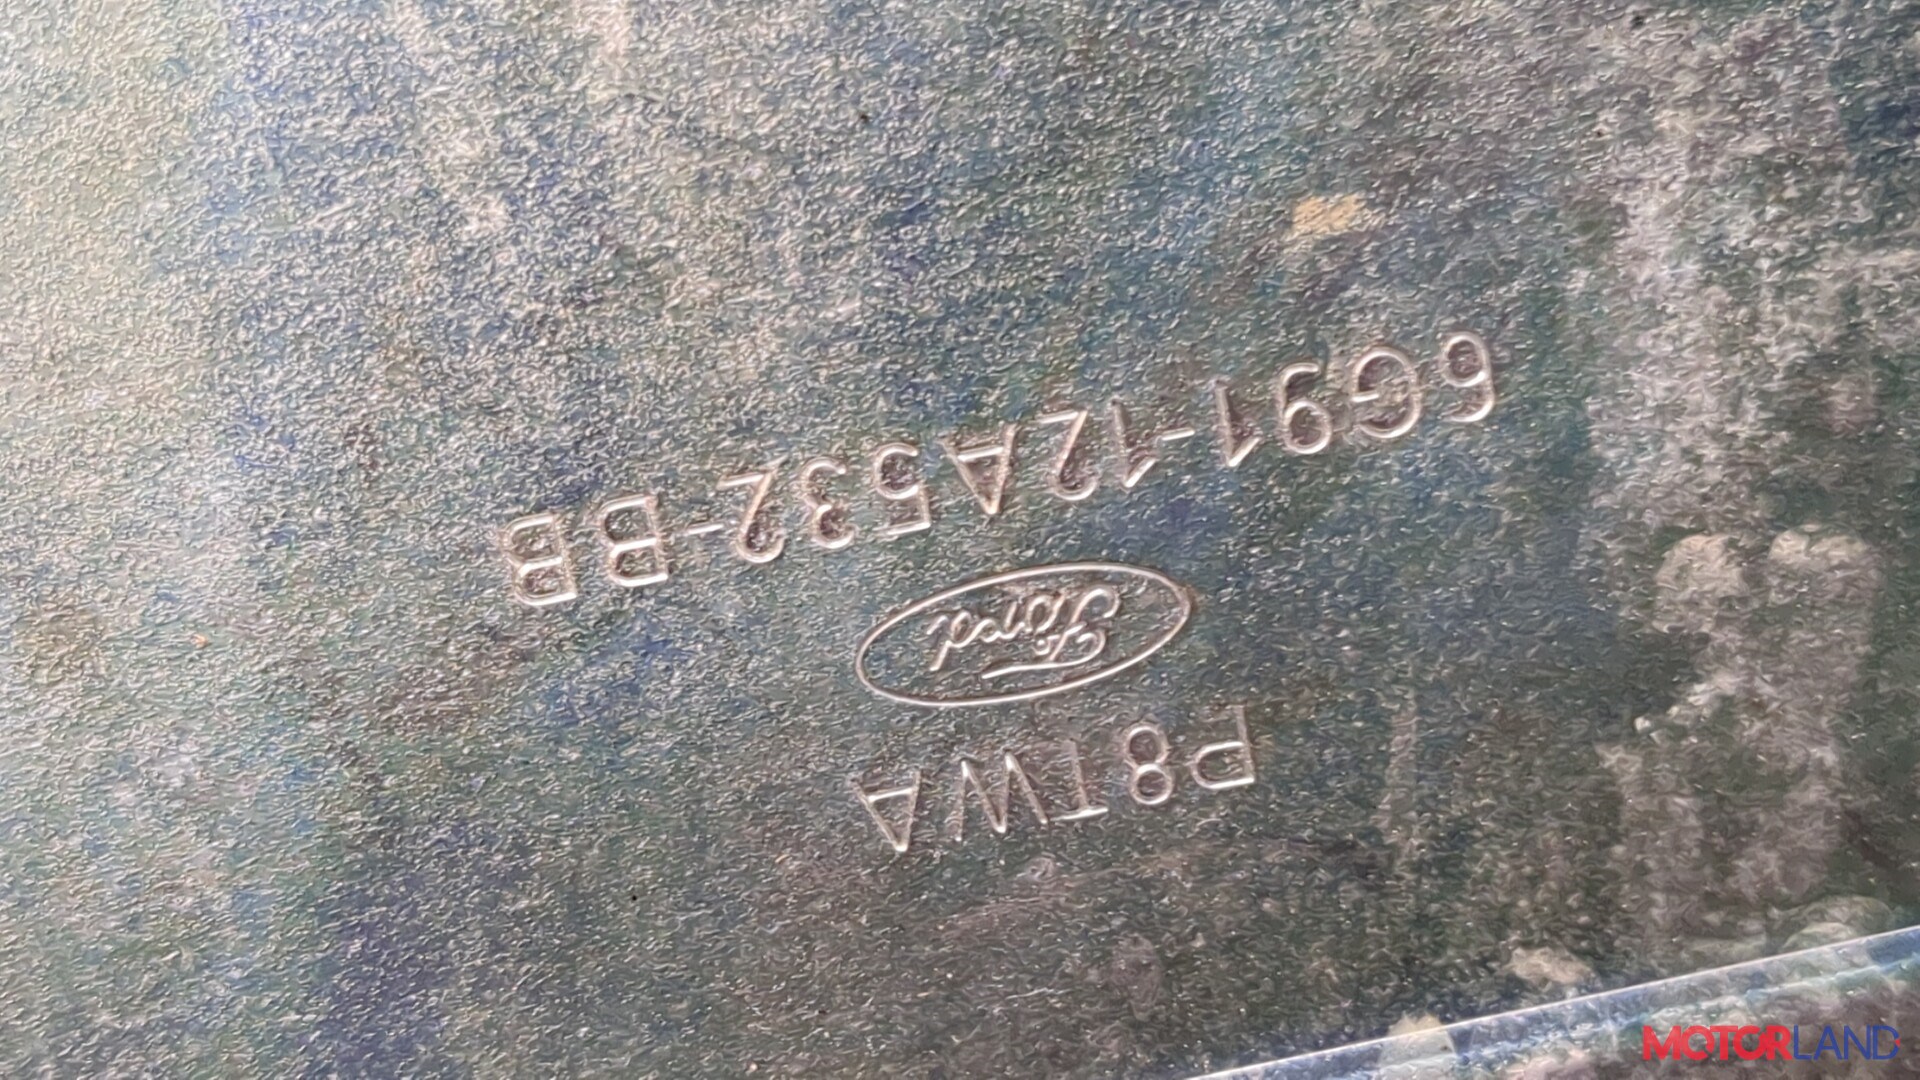 P8TWA
Ford
6G91-12A532-BB
MOTORLAND